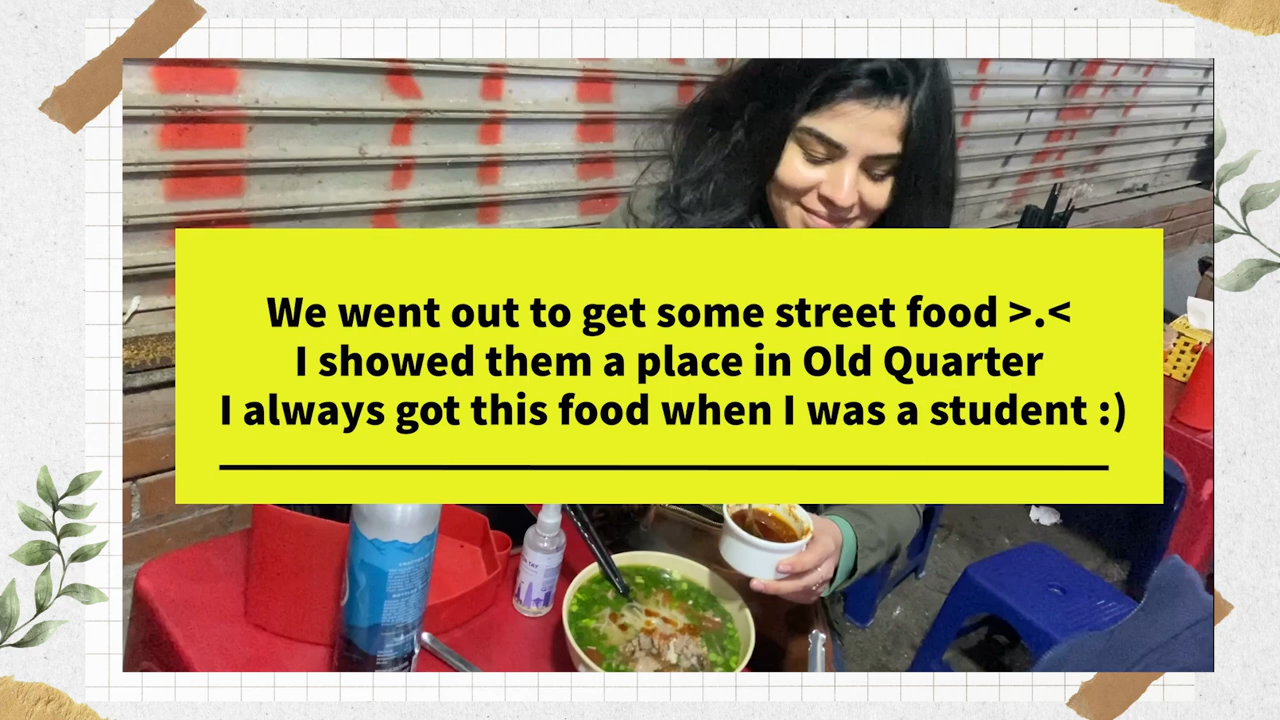 We went out to get some street food >.<
I showed them a place in Old Quarter
I always got this food when I was a student :)